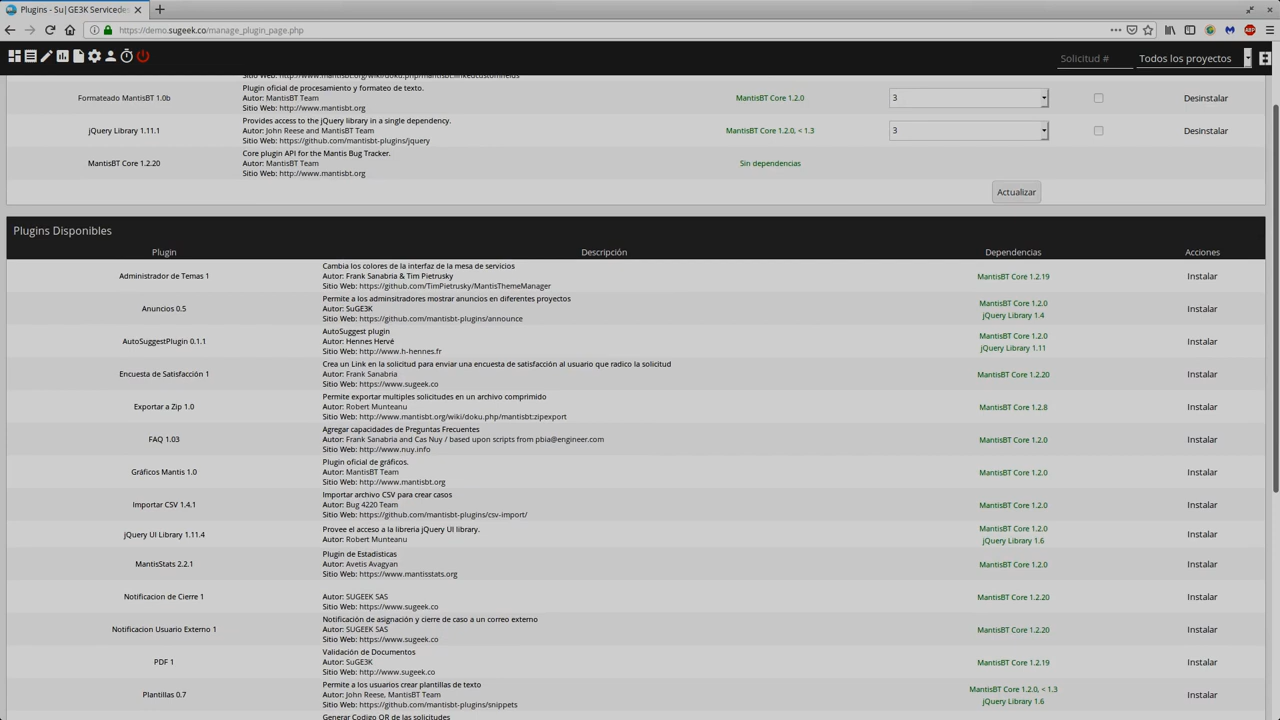 Plugins - Su|GE3K Servicedes
https://demo.sugeek.co/manage_plugin_page.php
Solicitud #
Todos los proyectos
Sitio Web: http://www.mantisbt.org/wiki/doku.php/mantisbt:linkedcustomfields
Formateado MantisBT 1.0b
Plugin oficial de procesamiento y formateo de texto.
Autor: MantisBT Team
Sitio Web: http://www.mantisbt.org
MantisBT Core 1.2.0
3
Desinstalar
jQuery Library 1.11.1
Provides access to the jQuery library in a single dependency.
Autor: John Reese and MantisBT Team
Sitio Web: https://github.com/mantisbt-plugins/jquery
MantisBT Core 1.2.0, < 1.3
3
Desinstalar
MantisBT Core 1.2.20
Core plugin API for the Mantis Bug Tracker.
Autor: MantisBT Team
Sitio Web: http://www.mantisbt.org
Sin dependencias
Actualizar
Plugins Disponibles
Plugin Descripción Dependencias Acciones
Administrador de Temas 1
Cambia los colores de la interfaz de la mesa de servicios
Autor: Frank Sanabria & Tim Pietrusky
Sitio Web: https://github.com/TimPietrusky/MantisThemeManager
MantisBT Core 1.2.19
Instalar
Anuncios 0.5
Permite a los adminsitradores mostrar anuncios en diferentes proyectos
Autor: SuGE3K
Sitio Web: https://github.com/mantisbt-plugins/announce
MantisBT Core 1.2.0
jQuery Library 1.4
Instalar
AutoSuggestPlugin 0.1.1
AutoSuggest plugin
Autor: Hennes Hervé
Sitio Web: http://www.h-hennes.fr
MantisBT Core 1.2.0
jQuery Library 1.11
Instalar
Encuesta de Satisfacción 1
Crea un Link en la solicitud para enviar una encuesta de satisfacción al usuario que radico la solicitud
Autor: Frank Sanabria
Sitio Web: https://www.sugeek.co
MantisBT Core 1.2.20
Instalar
Exportar a Zip 1.0
Permite exportar multiples solicitudes en un archivo comprimido
Autor: Robert Munteanu
Sitio Web: http://www.mantisbt.org/wiki/doku.php/mantisbt:zipexport
MantisBT Core 1.2.8
Instalar
FAQ 1.03
Agregar capacidades de Preguntas Frecuentes
Autor: Frank Sanabria and Cas Nuy / based upon scripts from pbia@engineer.com
Sitio Web: http://www.nuy.info
MantisBT Core 1.2.0
Instalar
Gráficos Mantis 1.0
Plugin oficial de gráficos.
Autor: MantisBT Team
Sitio Web: http://www.mantisbt.org
MantisBT Core 1.2.0
Instalar
Importar CSV 1.4.1
Importar archivo CSV para crear casos
Autor: Bug 4220 Team
Sitio Web: https://github.com/mantisbt-plugins/csv-import/
MantisBT Core 1.2.0
Instalar
jQuery UI Library 1.11.4
Provee el acceso a la libreria jQuery UI library.
Autor: Robert Munteanu
MantisBT Core 1.2.0
jQuery Library 1.6
Instalar
MantisStats 2.2.1
Plugin de Estadisticas
Autor: Avetis Avagyan
Sitio Web: https://www.mantisstats.org
MantisBT Core 1.2.0
Instalar
Notificacion de Cierre 1
Autor: SUGEEK SAS
Sitio Web: https://www.sugeek.co
MantisBT Core 1.2.20
Instalar
Notificacion Usuario Externo 1
Notificación de asignación y cierre de caso a un correo externo
Autor: SUGEEK SAS
Sitio Web: https://www.sugeek.co
MantisBT Core 1.2.20
Instalar
PDF 1
Validación de Documentos
Autor: SuGE3K
Sitio Web: http://www.sugeek.co
MantisBT Core 1.2.19
Instalar
Plantillas 0.7
Permite a los usuarios crear plantillas de texto
Autor: John Reese, MantisBT Team
Sitio Web: https://github.com/mantisbt-plugins/snippets
MantisBT Core 1.2.0, < 1.3
jQuery Library 1.6
Instalar
Generar Codigo QR de las solicitudes